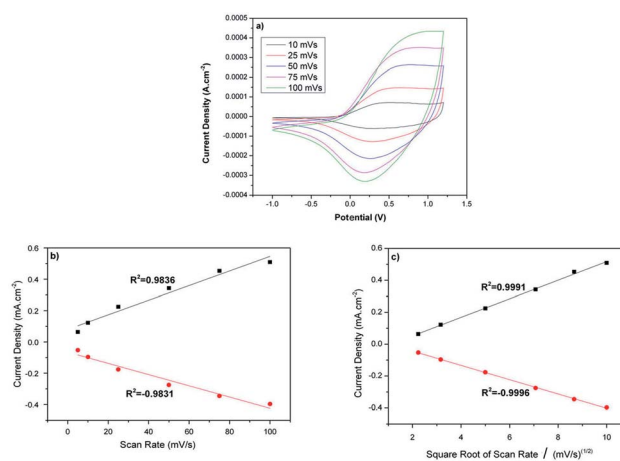 a)
10 mVs
25 mVs
50 mVs
75 mVs
100 mVs
Current Density (A.cm⁻²)
0.0005
0.0004
0.0003
0.0002
0.0001
0.0000
-0.0001
-0.0002
-0.0003
-0.0004
-1.0 -0.5 0.0 0.5 1.0 1.5
Potential (V)
b)
R²=0.9836
R²=-0.9831
Current Density (mA.cm⁻²)
0.6
0.4
0.2
0.0
-0.2
-0.4
0 20 40 60 80 100
Scan Rate (mV/s)
c)
R²=0.9991
R²=-0.9996
Current Density (mA.cm⁻²)
0.6
0.4
0.2
0.0
-0.2
-0.4
2 4 6 8 10
Square Root of Scan Rate / (mV/s)⁽¹/²⁾